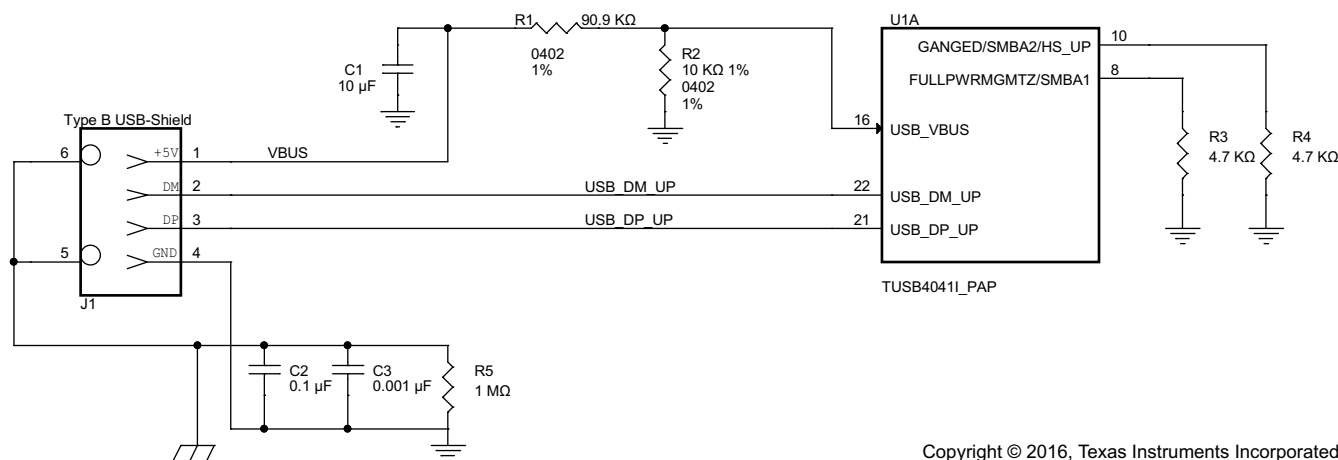 R1
90.9 KΩ
0402
1%
C1
10 µF
R2
10 KΩ 1%
0402
1%
U1A
GANGED/SMBA2/HS_UP
10
FULLPWRMGMTZ/SMBA1
8
16
USB_VBUS
R3
4.7 KΩ
R4
4.7 KΩ
Type B USB-Shield
6
+5V
1
VBUS
DM
2
USB_DM_UP
22
USB_DM_UP
DP
3
USB_DP_UP
21
USB_DP_UP
5
GND
4
J1
TUSB4041I_PAP
C2
0.1 µF
C3
0.001 µF
R5
1 MΩ
Copyright © 2016, Texas Instruments Incorporated